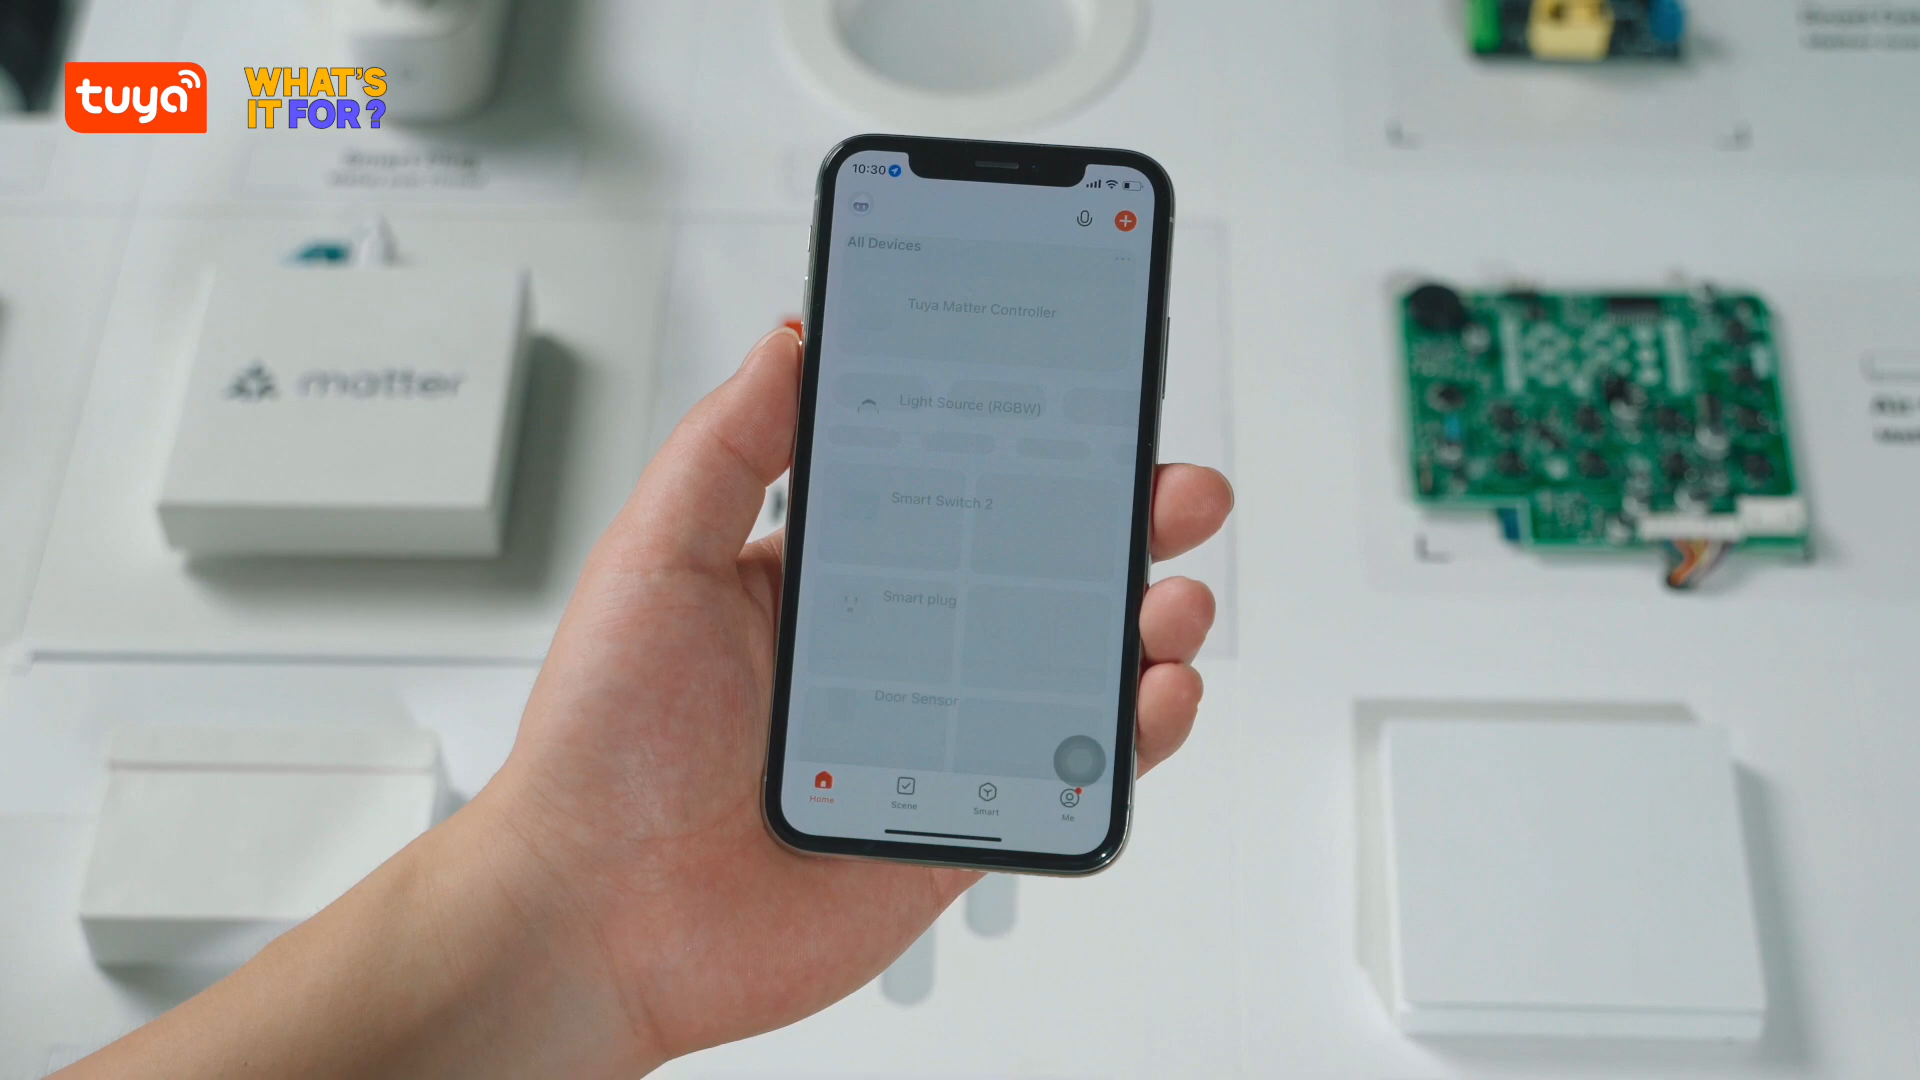 tuya
WHAT'S
IT FOR?
10:30
All Devices
Tuya Matter Controller
Light Source (RGBW)
Smart Switch 2
Smart plug
Door Sensor
Home
Scene
Smart
Me
matter